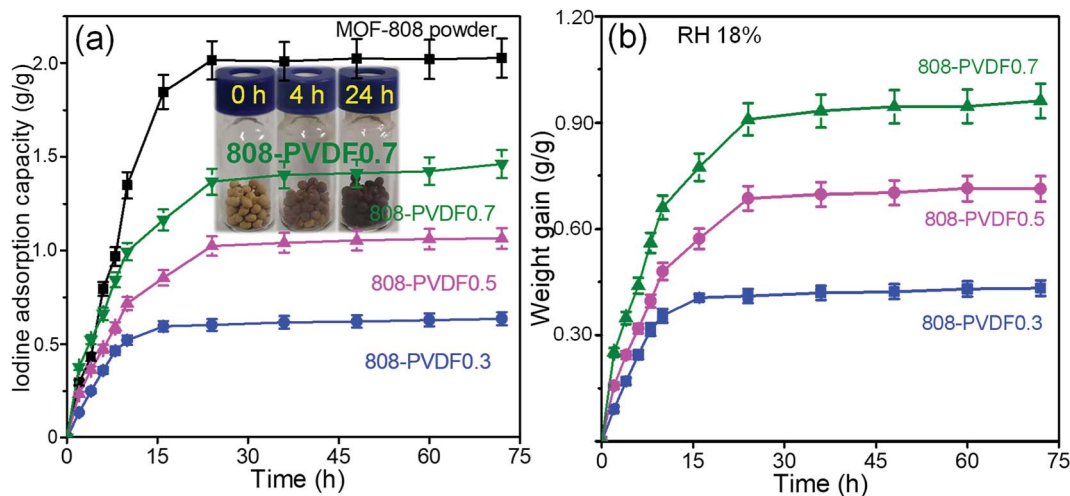 (a)
MOF-808 powder
0 h 4 h 24 h
808-PVDF0.7
808-PVDF0.7
808-PVDF0.5
808-PVDF0.3
Iodine adsorption capacity (g/g)
2.0
1.5
1.0
0.5
0
0 15 30 45 60 75
Time (h)
(b)
RH 18%
808-PVDF0.7
808-PVDF0.5
808-PVDF0.3
Weight gain (g/g)
1.20
0.90
0.60
0.30
0.00
0 15 30 45 60 75
Time (h)